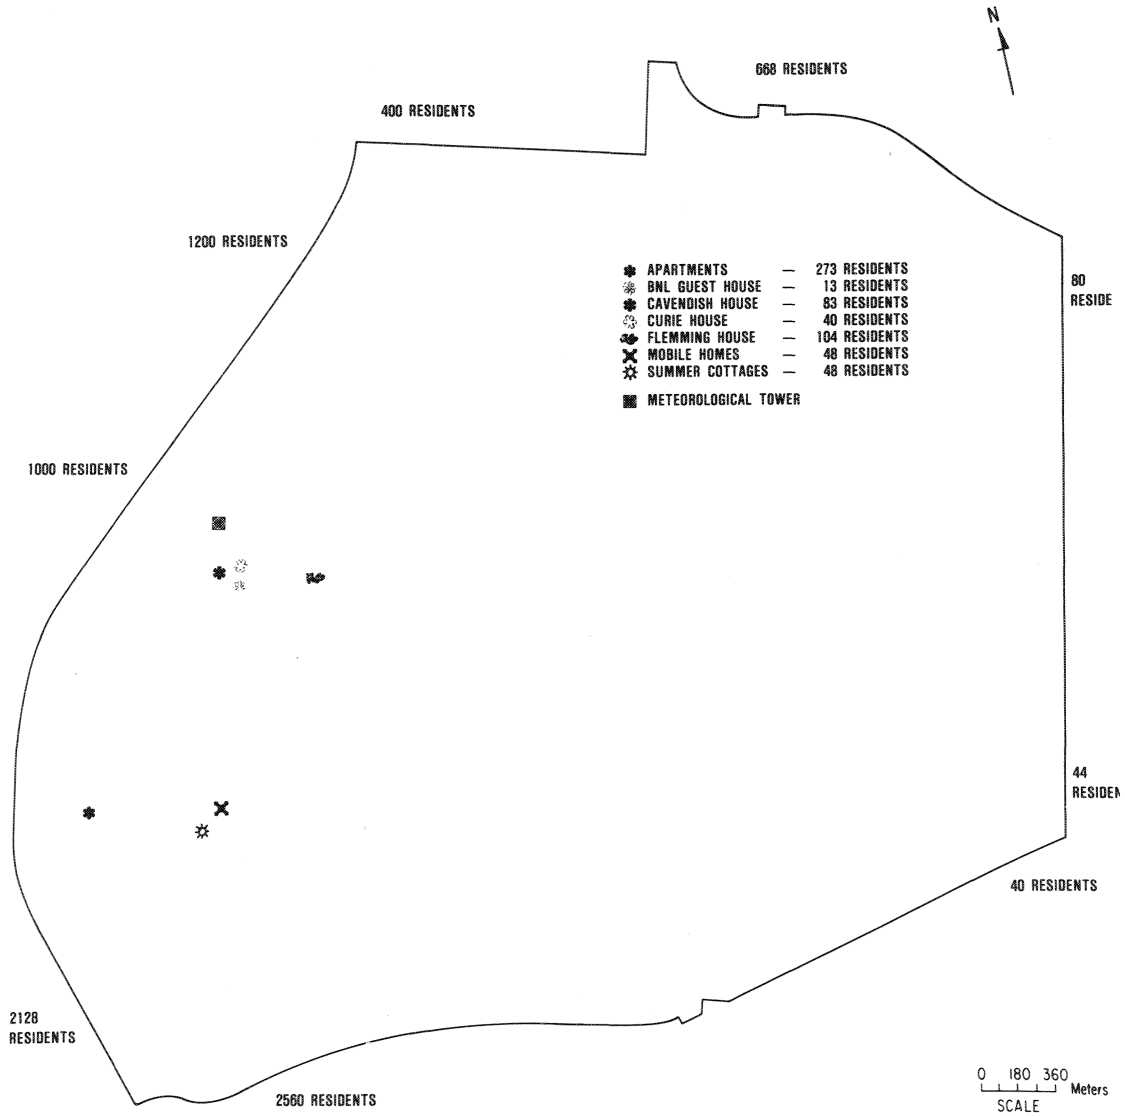 N
668 RESIDENTS
400 RESIDENTS
1200 RESIDENTS
APARTMENTS — 273 RESIDENTS
BNL GUEST HOUSE — 13 RESIDENTS
CAVENDISH HOUSE — 83 RESIDENTS
CURIE HOUSE — 40 RESIDENTS
FLEMMING HOUSE — 104 RESIDENTS
MOBILE HOMES — 48 RESIDENTS
SUMMER COTTAGES — 48 RESIDENTS
METEOROLOGICAL TOWER
80
RESIDE
1000 RESIDENTS
44
RESIDEN
40 RESIDENTS
2128
RESIDENTS
2560 RESIDENTS
0 180 360 Meters
SCALE